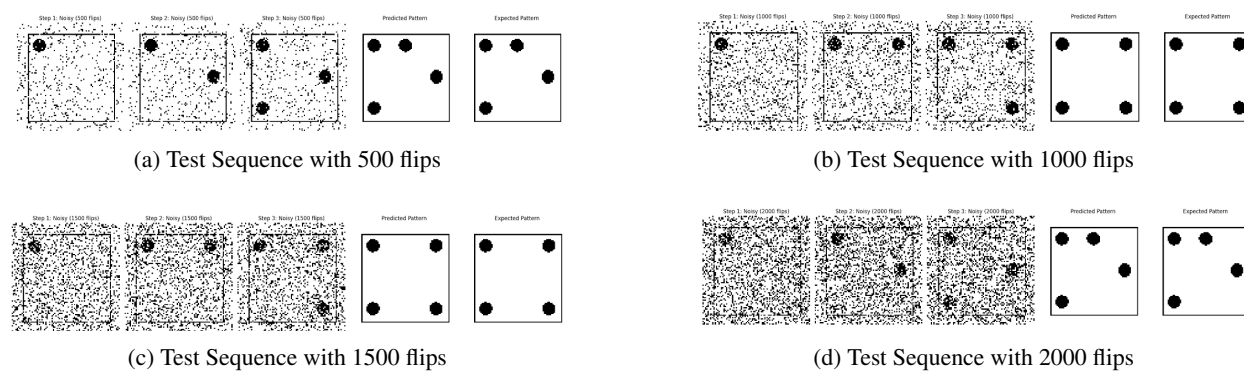 Step 1: Noisy (500 flips) Step 2: Noisy (500 flips) Step 3: Noisy (500 flips) Predicted Pattern Expected Pattern
(a) Test Sequence with 500 flips
Step 1: Noisy (1000 flips) Step 2: Noisy (1000 flips) Step 3: Noisy (1000 flips) Predicted Pattern Expected Pattern
(b) Test Sequence with 1000 flips
Step 1: Noisy (1500 flips) Step 2: Noisy (1500 flips) Step 3: Noisy (1500 flips) Predicted Pattern Expected Pattern
(c) Test Sequence with 1500 flips
Step 1: Noisy (2000 flips) Step 2: Noisy (2000 flips) Step 3: Noisy (2000 flips) Predicted Pattern Expected Pattern
(d) Test Sequence with 2000 flips